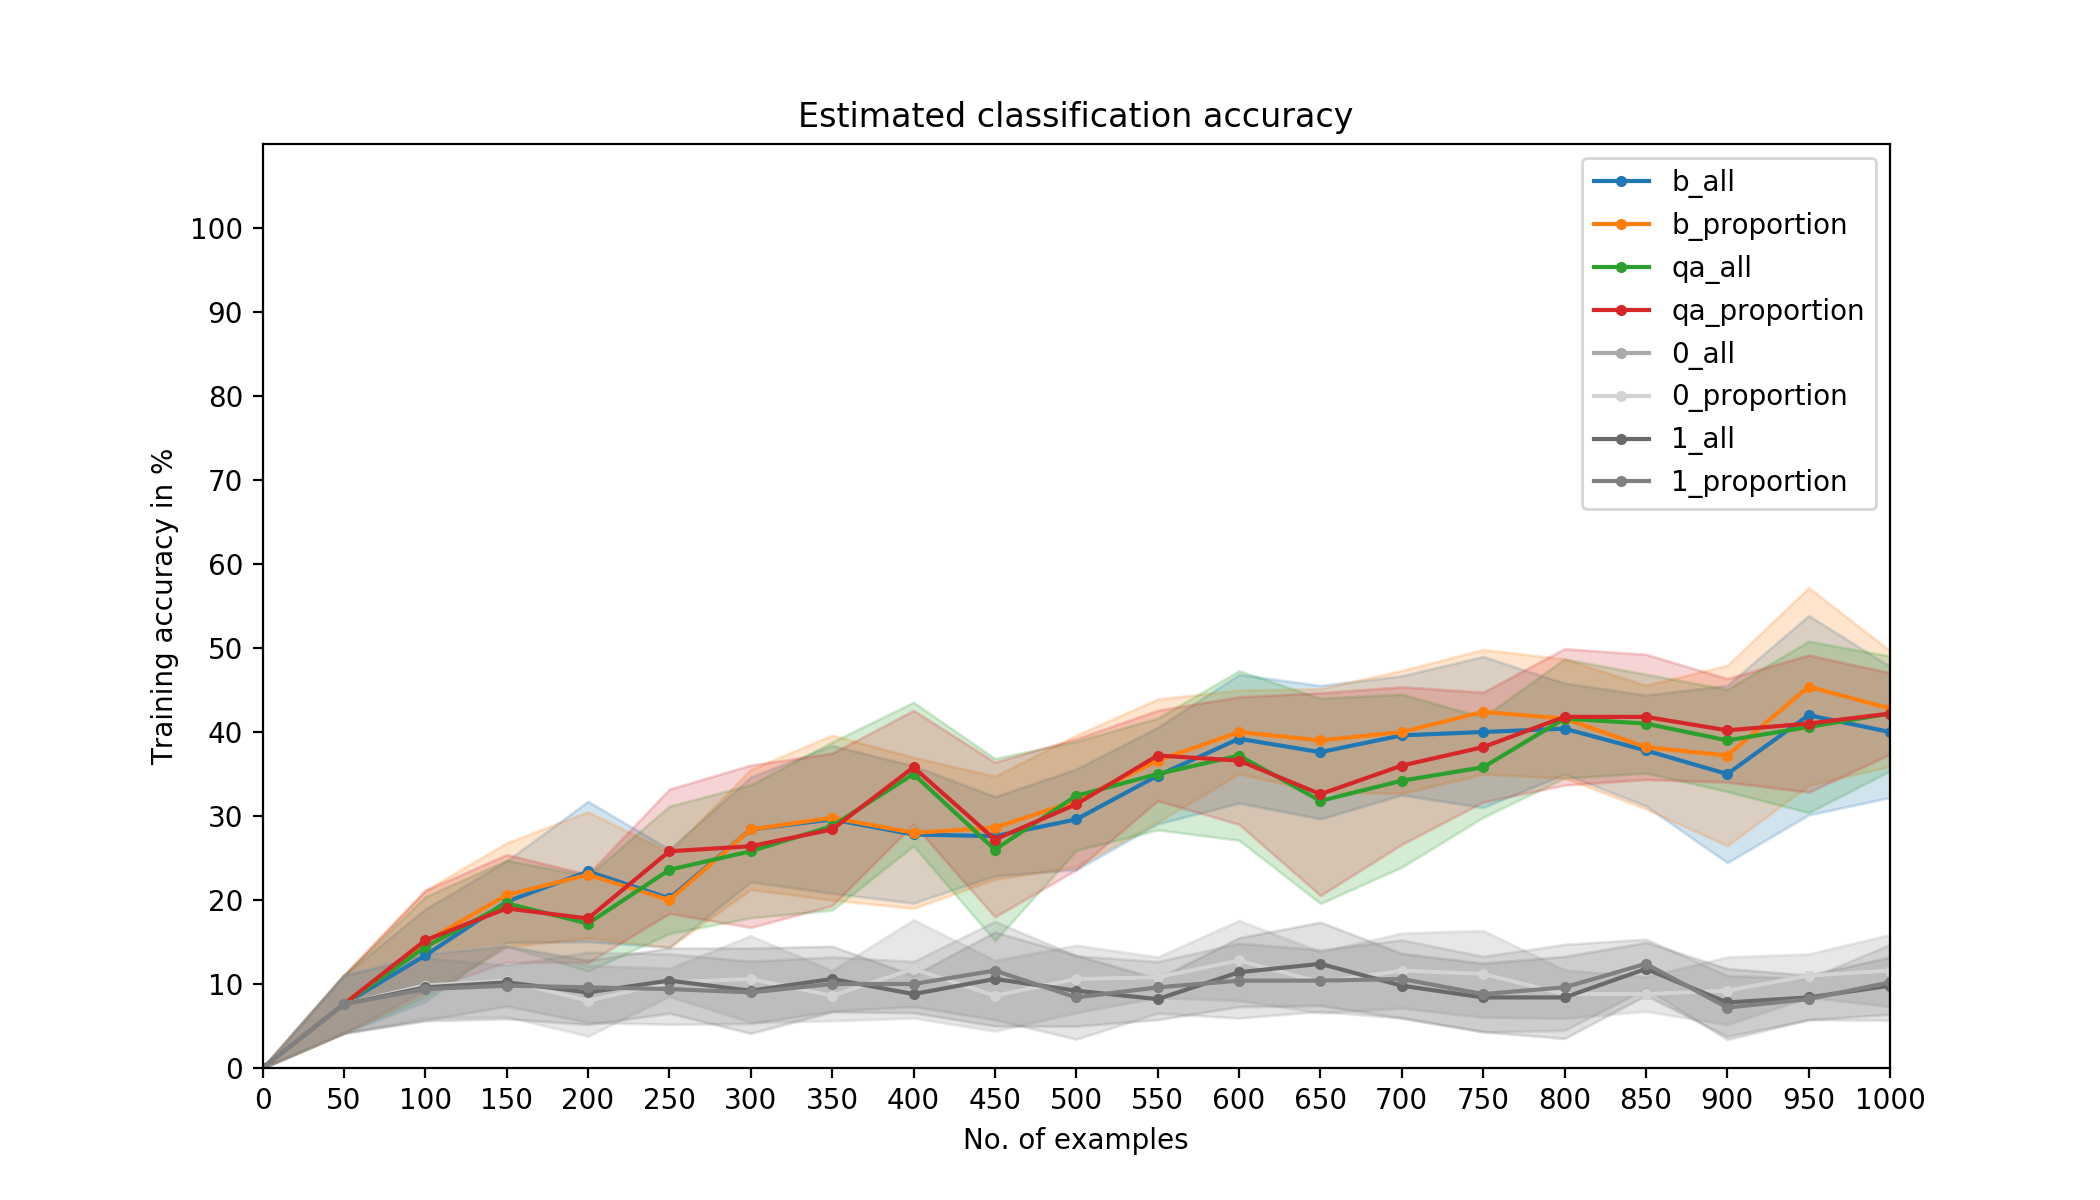 Estimated classification accuracy
Training accuracy in %
100
90
80
70
60
50
40
30
20
10
0
b_all
b_proportion
qa_all
qa_proportion
0_all
0_proportion
1_all
1_proportion
0 50 100 150 200 250 300 350 400 450 500 550 600 650 700 750 800 850 900 950 1000
No. of examples